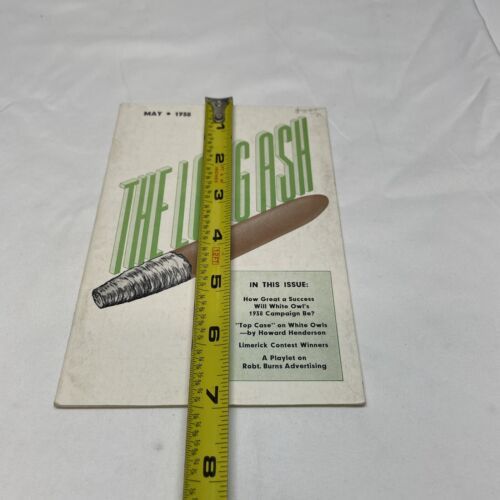 MAY • 1938
THE LONG ASH
1
2
3
4
5
6
7
8
IN THIS ISSUE:
How Great a Success
Will White Owl's
1938 Campaign Be?
"Top Case" on White Owls
—by Howard Henderson
Limerick Contest Winners
A Playlet on
Robt. Burns Advertising